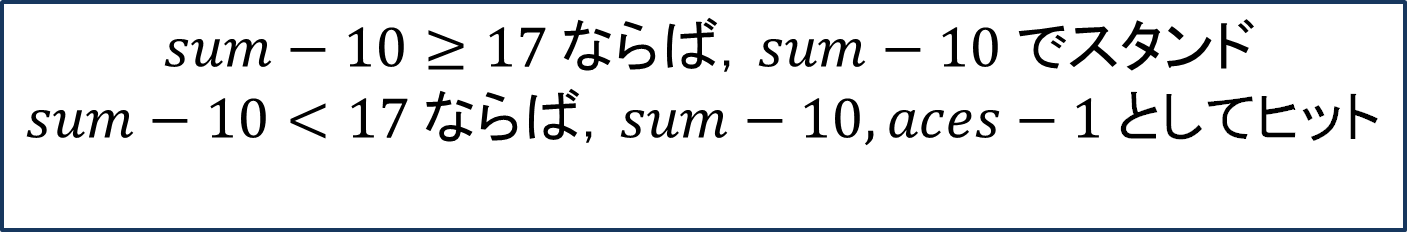 sum − 10 ≥ 17 ならば, sum − 10 でスタンド
sum − 10 < 17 ならば, sum − 10, aces − 1 としてヒット